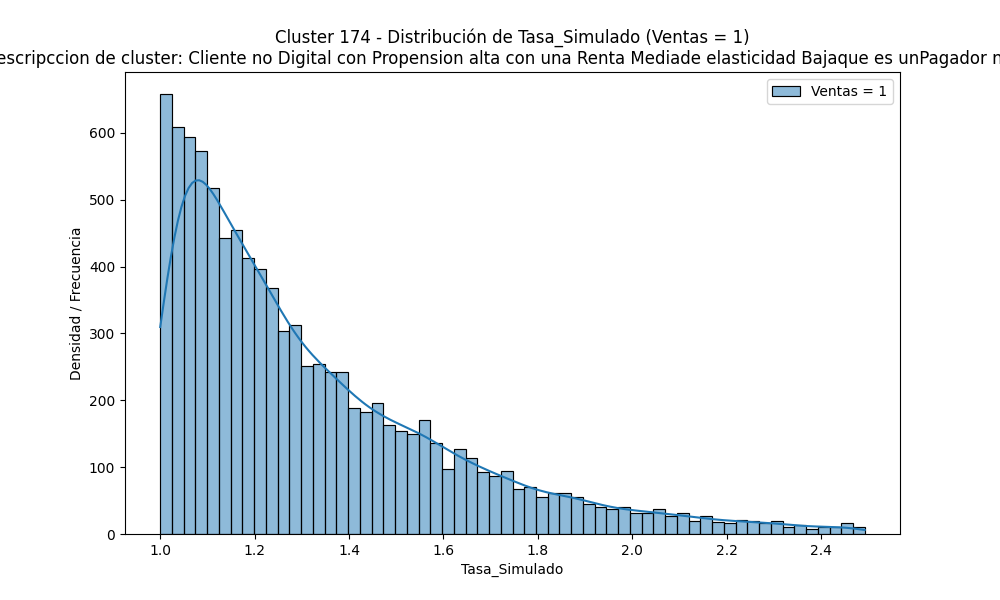 Cluster 174 - Distribución de Tasa_Simulado (Ventas = 1)
escripccion de cluster: Cliente no Digital con Propension alta con una Renta Mediade elasticidad Bajaque es unPagador
Ventas = 1
Densidad / Frecuencia
600
500
400
300
200
100
0
1.0 1.2 1.4 1.6 1.8 2.0 2.2 2.4
Tasa_Simulado